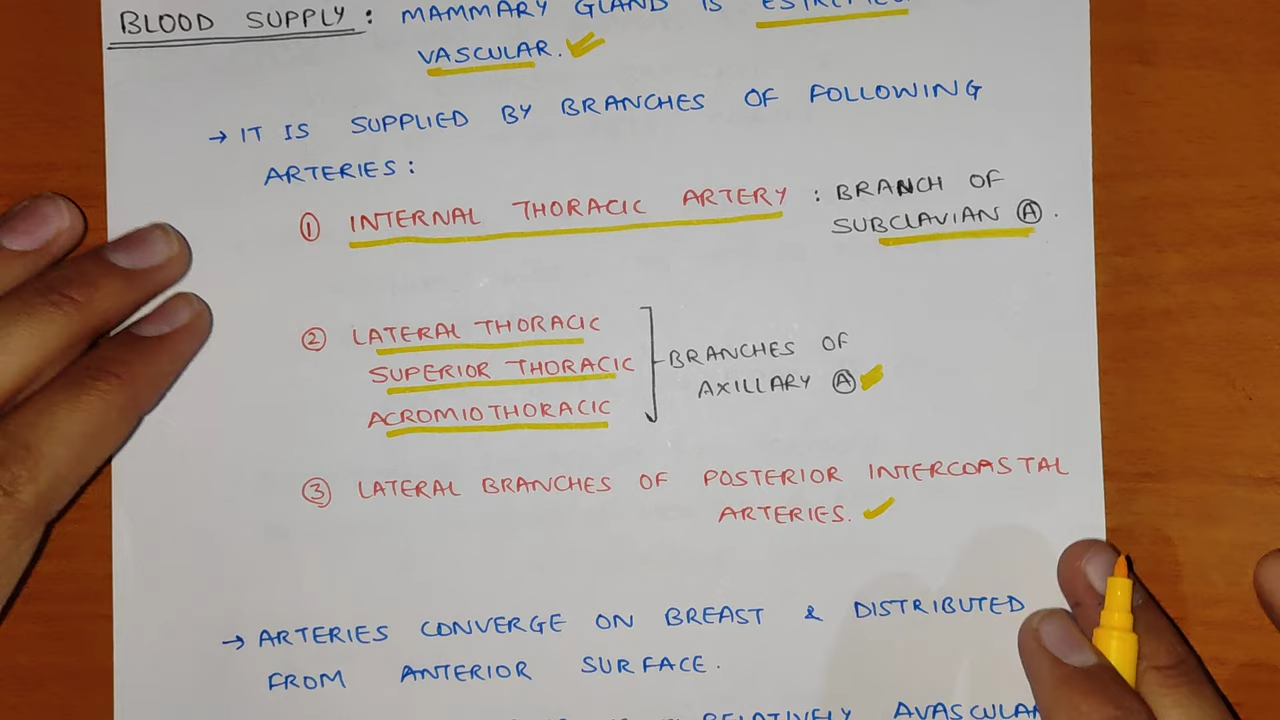 BLOOD SUPPLY : MAMMARY GLAND IS
VASCULAR.
→ IT IS SUPPLIED BY BRANCHES OF FOLLOWING
ARTERIES :
① INTERNAL THORACIC ARTERY : BRANCH OF
SUBCLAVIAN Ⓐ.
② LATERAL THORACIC
SUPERIOR THORACIC
ACROMIOTHORACIC
BRANCHES OF
AXILLARY Ⓐ
③ LATERAL BRANCHES OF POSTERIOR INTERCOASTAL
ARTERIES.
→ ARTERIES CONVERGE ON BREAST & DISTRIBUTED
FROM ANTERIOR SURFACE.
RELATIVELY AVASCULAR